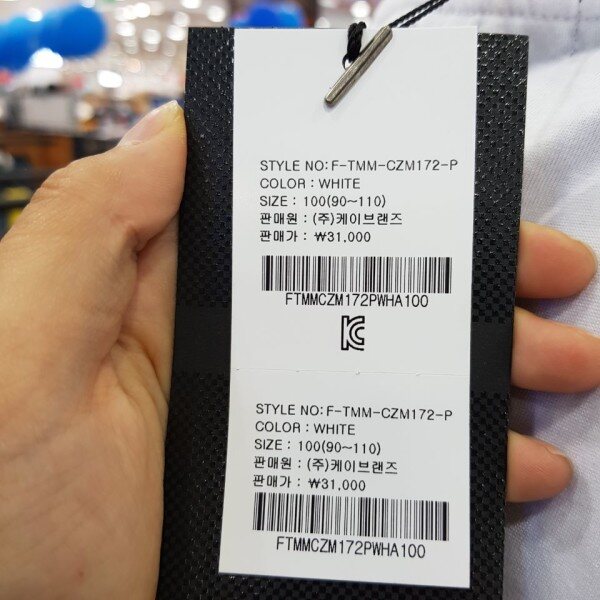 STYLE NO: F-TMM-CZM172-P
COLOR : WHITE
SIZE : 100(90~110)
판매원 : (주)케이브랜즈
판매가 : ₩31,000
FTMMCZM172PWHA100
KC
STYLE NO: F-TMM-CZM172-P
COLOR : WHITE
SIZE : 100(90~110)
판매원 : (주)케이브랜즈
판매가 : ₩31,000
FTMMCZM172PWHA100